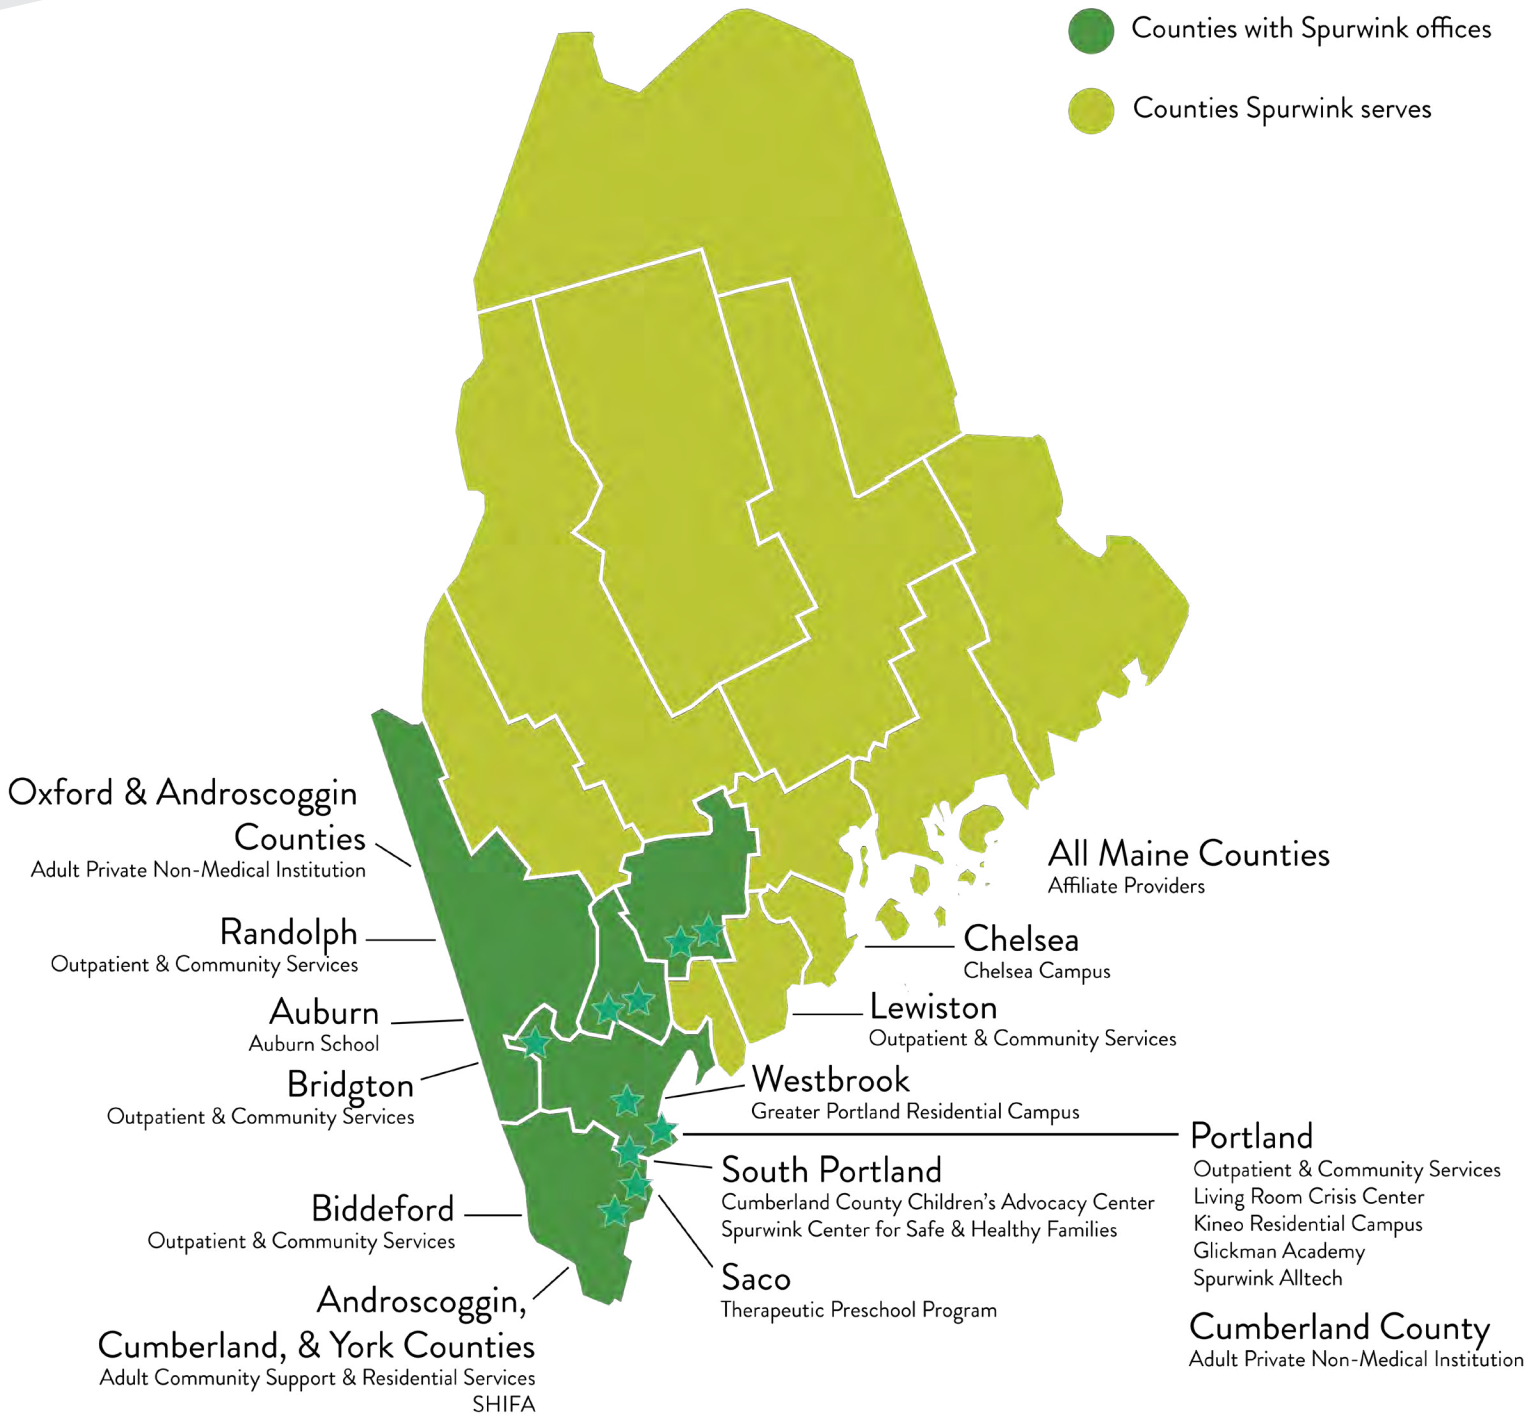 Counties with Spurwink offices
Counties Spurwink serves
Oxford & Androscoggin
Counties
Adult Private Non-Medical Institution
Randolph
Outpatient & Community Services
Auburn
Auburn School
Bridgton
Outpatient & Community Services
Biddeford
Outpatient & Community Services
Androscoggin,
Cumberland, & York Counties
Adult Community Support & Residential Services
SHIFA
All Maine Counties
Affiliate Providers
Chelsea
Chelsea Campus
Lewiston
Outpatient & Community Services
Westbrook
Greater Portland Residential Campus
South Portland
Cumberland County Children's Advocacy Center
Spurwink Center for Safe & Healthy Families
Saco
Therapeutic Preschool Program
Portland
Outpatient & Community Services
Living Room Crisis Center
Kineo Residential Campus
Glickman Academy
Spurwink Alltech
Cumberland County
Adult Private Non-Medical Institution